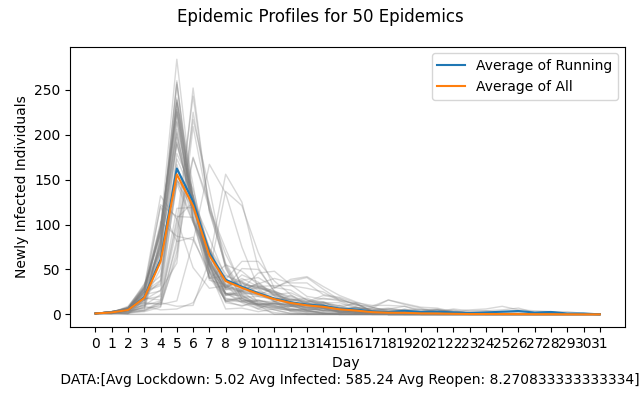 Epidemic Profiles for 50 Epidemics
Average of Running
Average of All
Newly Infected Individuals
250
200
150
100
50
0
0 1 2 3 4 5 6 7 8 9 10 11 12 13 14 15 16 17 18 19 20 21 22 23 24 25 26 27 28 29 30 31
Day
DATA:[Avg Lockdown: 5.02 Avg Infected: 585.24 Avg Reopen: 8.270833333333334]